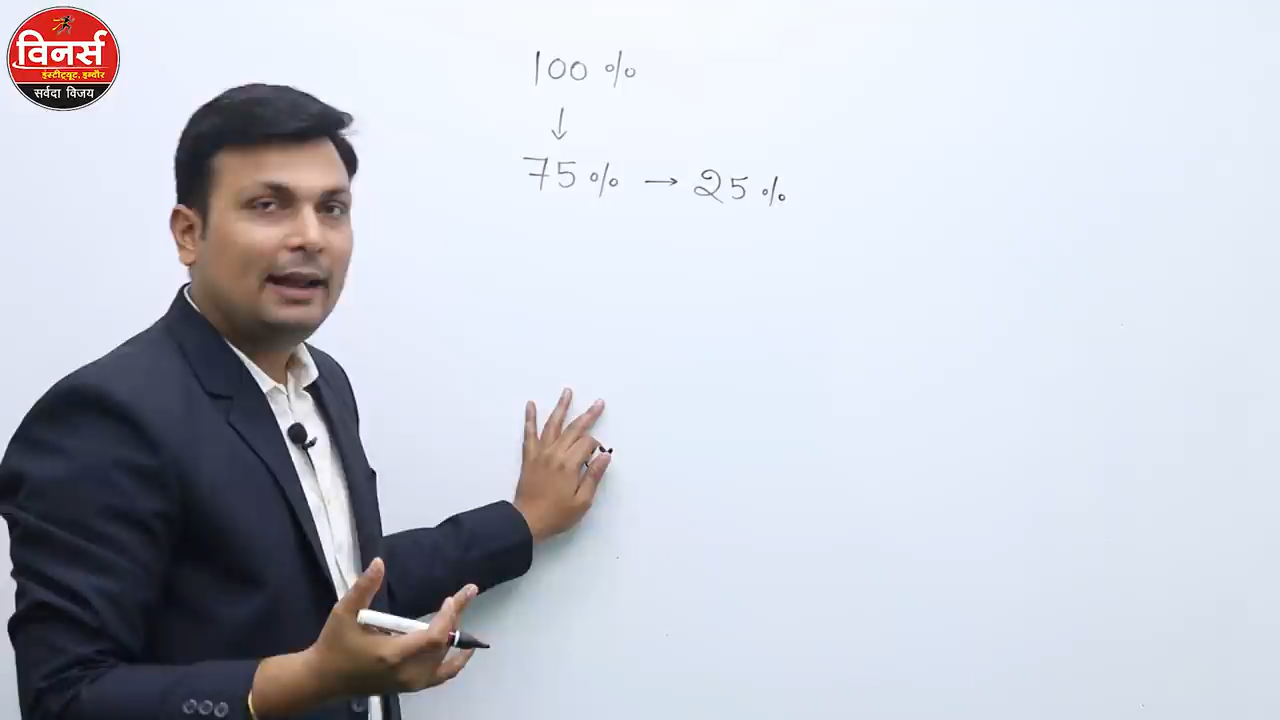 विनर्स
इंस्टीट्यूट, इन्दौर
सर्वदा विजय
100 %
↓
75 % → 25 %